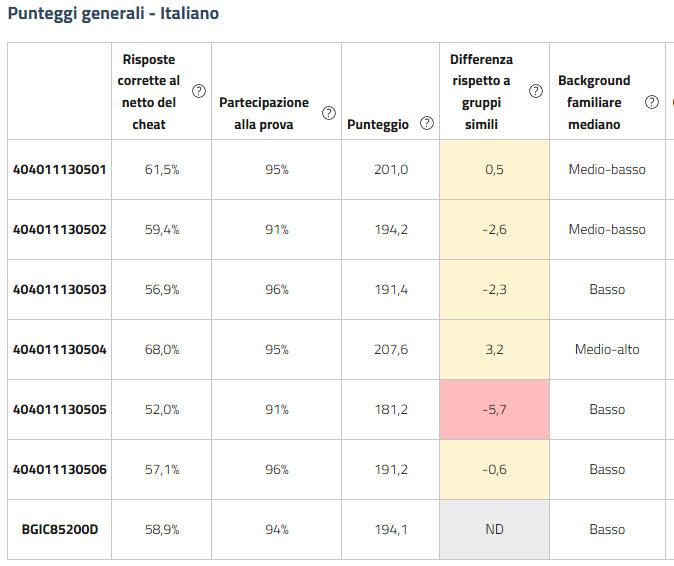 Punteggi generali - Italiano
Risposte corrette al netto del cheat ? Partecipazione alla prova ? Punteggio ? Differenza rispetto a gruppi simili ? Background familiare mediano ?
404011130501 61,5% 95% 201,0 0,5 Medio-basso
404011130502 59,4% 91% 194,2 -2,6 Medio-basso
404011130503 56,9% 96% 191,4 -2,3 Basso
404011130504 68,0% 95% 207,6 3,2 Medio-alto
404011130505 52,0% 91% 181,2 -5,7 Basso
404011130506 57,1% 96% 191,2 -0,6 Basso
BGIC85200D 58,9% 94% 194,1 ND Basso